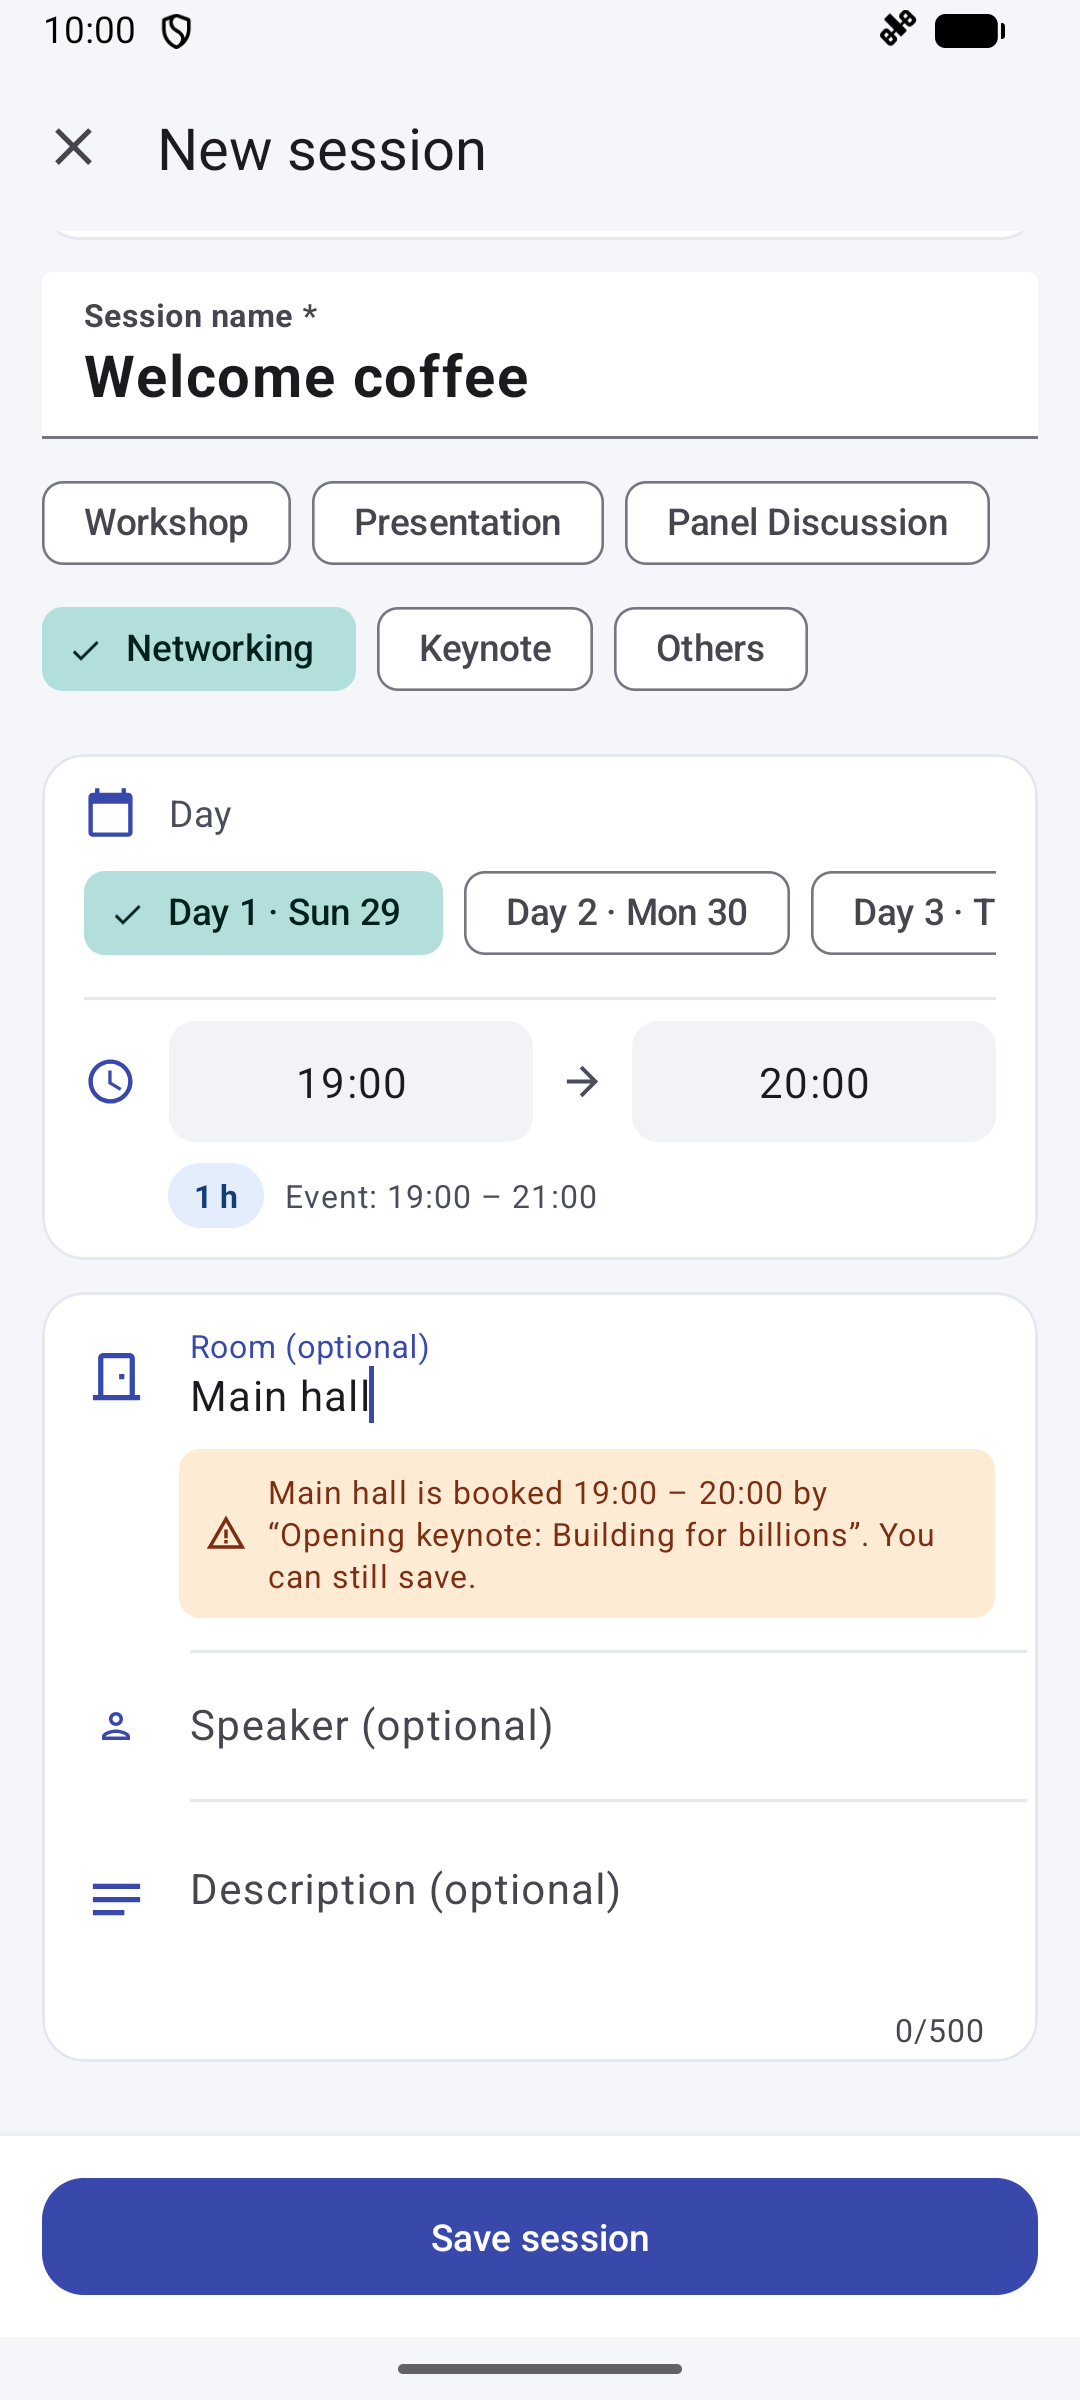 10:00
New session
Session name *
Welcome coffee
Workshop
Presentation
Panel Discussion
Networking
Keynote
Others
Day
Day 1 · Sun 29
Day 2 · Mon 30
Day 3 · T
19:00
20:00
1 h
Event: 19:00 – 21:00
Room (optional)
Main hall
Main hall is booked 19:00 – 20:00 by
“Opening keynote: Building for billions”. You
can still save.
Speaker (optional)
Description (optional)
0/500
Save session